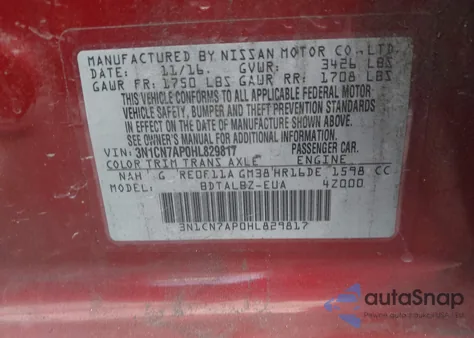 MANUFACTURED BY NISSAN MOTOR CO., LTD.
DATE: 11/16. GVWR: 3426 LBS
GAWR FR: 1750 LBS GAWR RR: 1708 LBS
THIS VEHICLE CONFORMS TO ALL APPLICABLE FEDERAL MOTOR
VEHICLE SAFETY, BUMPER AND THEFT PREVENTION STANDARDS
IN EFFECT ON THE DATE OF MANUFACTURE SHOWN ABOVE.
SEE OWNER'S MANUAL FOR ADDITIONAL INFORMATION.
VIN: 3N1CN7AP0HL829817 PASSENGER CAR.
COLOR TRIM TRANS AXLE ENGINE
NAH G RE0F11A GM38 HR16DE 1598 CC
MODEL: BDTALBZ-EUA 4Z000
3N1CN7AP0HL829817
autoSnap